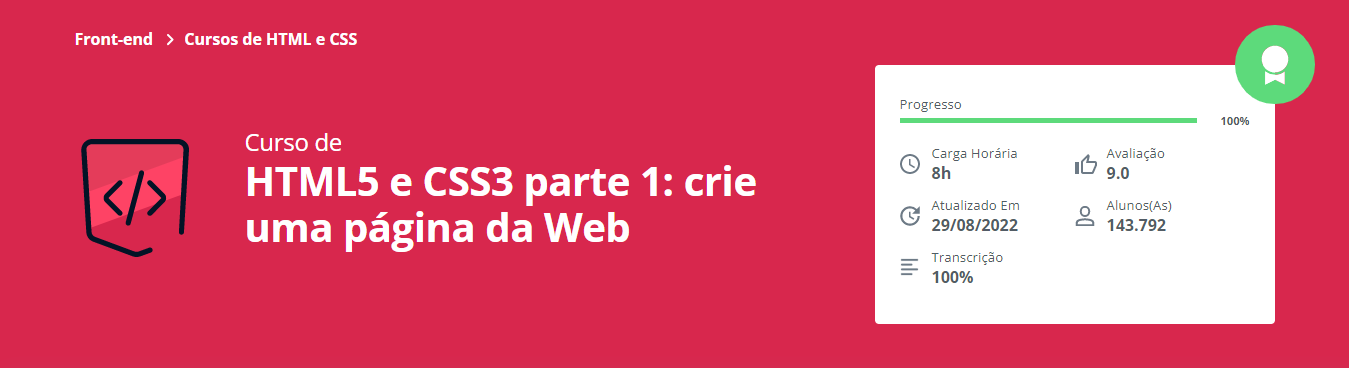 Front-end > Cursos de HTML e CSS
Curso de
HTML5 e CSS3 parte 1: crie
uma página da Web
Progresso
100%
Carga Horária
8h
Avaliação
9.0
Atualizado Em
29/08/2022
Alunos(As)
143.792
Transcrição
100%